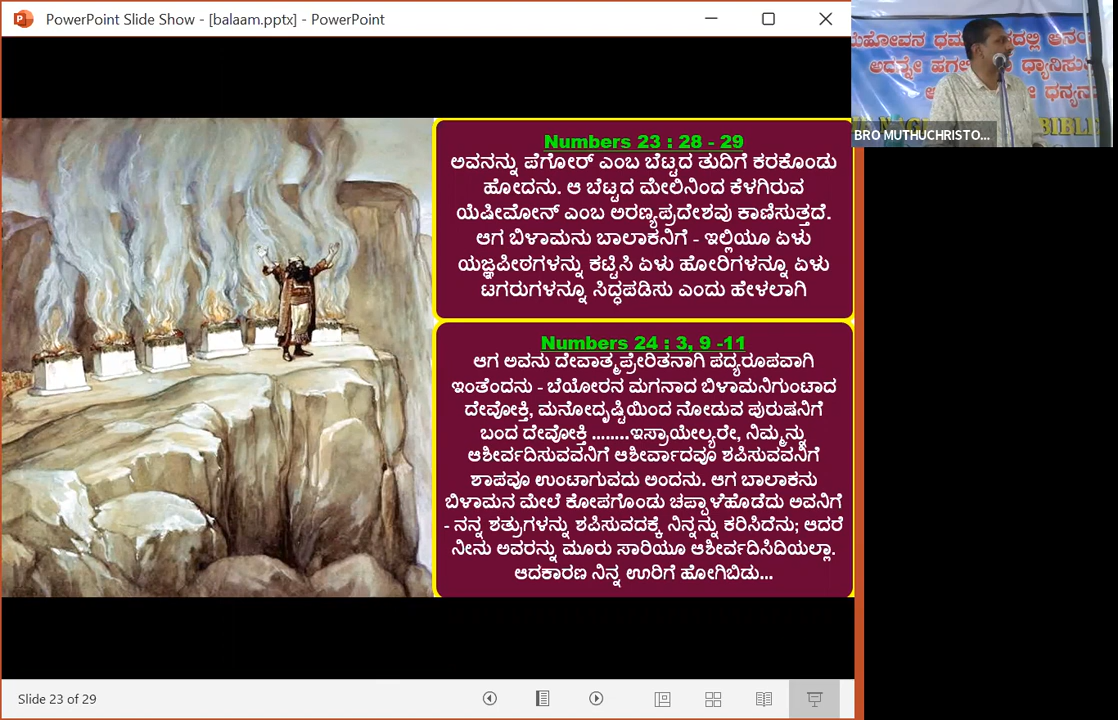 PowerPoint Slide Show - [balaam.pptx] - PowerPoint
Numbers 23 : 28 - 29
ಅವನನ್ನು ಪೆಗೋರ್ ಎಂಬ ಬೆಟ್ಟದ ತುದಿಗೆ ಕರಕೊಂಡು
ಹೋದನು. ಆ ಬೆಟ್ಟದ ಮೇಲಿನಿಂದ ಕೆಳಗಿರುವ
ಯೆಷೀಮೋನ್ ಎಂಬ ಅರಣ್ಯಪ್ರದೇಶವು ಕಾಣಿಸುತ್ತದೆ.
ಆಗ ಬಿಳಾಮನು ಬಾಲಾಕನಿಗೆ - ಇಲ್ಲಿಯೂ ಏಳು
ಯಜ್ಞಪೀಠಗಳನ್ನು ಕಟ್ಟಿಸಿ ಏಳು ಹೋರಿಗಳನ್ನೂ ಏಳು
ಟಗರುಗಳನ್ನೂ ಸಿದ್ಧಪಡಿಸು ಎಂದು ಹೇಳಲಾಗಿ
Numbers 24 : 3, 9 -11
ಆಗ ಅವನು ದೇವಾತ್ಮಪ್ರೇರಿತನಾಗಿ ಪದ್ಯರೂಪವಾಗಿ
ಇಂತೆಂದನು - ಬೆಯೋರನ ಮಗನಾದ ಬಿಳಾಮನಿಗುಂಟಾದ
ದೇವೋಕ್ತಿ, ಮನೋದೃಷ್ಟಿಯಿಂದ ನೋಡುವ ಪುರುಷನಿಗೆ
ಬಂದ ದೇವೋಕ್ತಿ ........ಇಸ್ರಾಯೇಲ್ಯರೇ, ನಿಮ್ಮನ್ನು
ಆಶೀರ್ವದಿಸುವವನಿಗೆ ಆಶೀರ್ವಾದವೂ ಶಪಿಸುವವನಿಗೆ
ಶಾಪವೂ ಉಂಟಾಗುವದು ಅಂದನು. ಆಗ ಬಾಲಾಕನು
ಬಿಳಾಮನ ಮೇಲೆ ಕೋಪಗೊಂಡು ಚಪ್ಪಾಳೆಹೊಡೆದು ಅವನಿಗೆ
- ನನ್ನ ಶತ್ರುಗಳನ್ನು ಶಪಿಸುವದಕ್ಕೆ ನಿನ್ನನ್ನು ಕರಿಸಿದೆನು; ಆದರೆ
ನೀನು ಅವರನ್ನು ಮೂರು ಸಾರಿಯೂ ಆಶೀರ್ವದಿಸಿದಿಯಲ್ಲಾ.
ಆದಕಾರಣ ನಿನ್ನ ಊರಿಗೆ ಹೋಗಿಬಿಡು...
BRO MUTHUCHRISTO...
BIBL
Slide 23 of 29